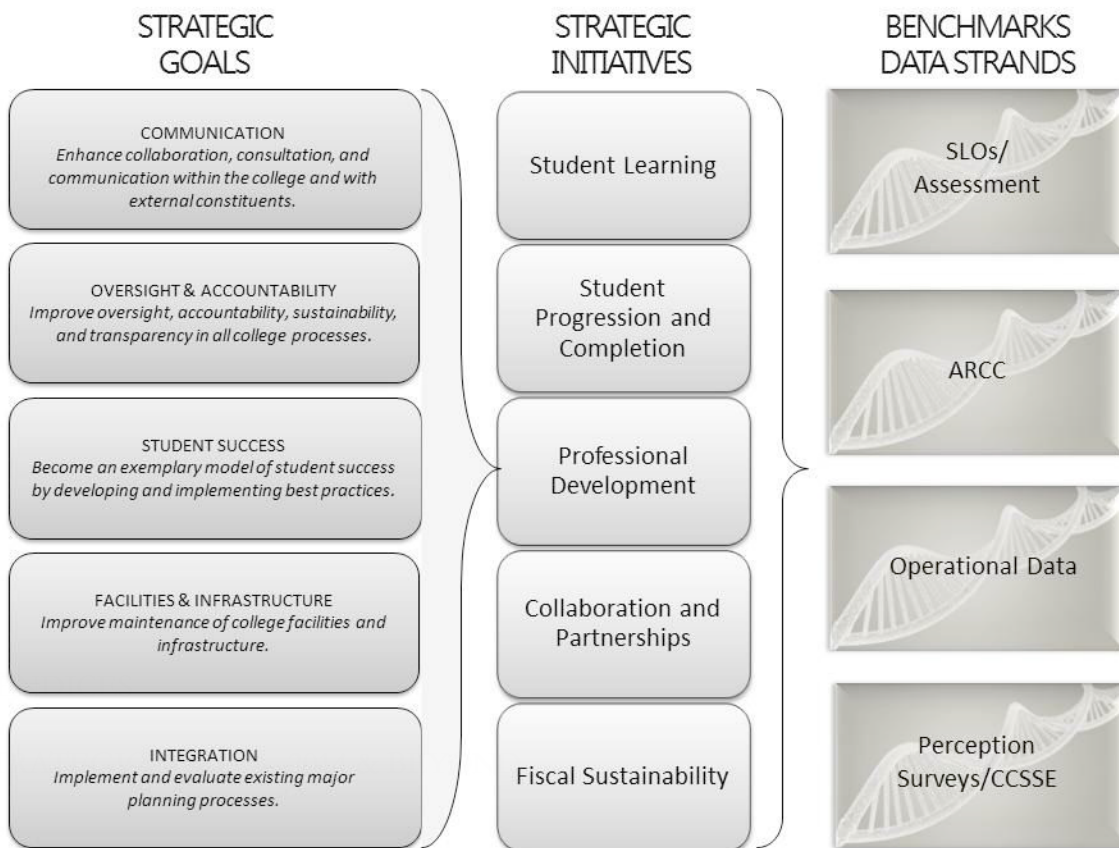 STRATEGIC
GOALS
COMMUNICATION
Enhance collaboration, consultation, and
communication within the college and with
external constituents.
OVERSIGHT & ACCOUNTABILITY
Improve oversight, accountability, sustainability,
and transparency in all college processes.
STUDENT SUCCESS
Become an exemplary model of student success
by developing and implementing best practices.
FACILITIES & INFRASTRUCTURE
Improve maintenance of college facilities and
infrastructure.
INTEGRATION
Implement and evaluate existing major
planning processes.
STRATEGIC
INITIATIVES
Student Learning
Student
Progression and
Completion
Professional
Development
Collaboration and
Partnerships
Fiscal Sustainability
BENCHMARKS
DATA STRANDS
SLOs/
Assessment
ARCC
Operational Data
Perception
Surveys/CCSSE